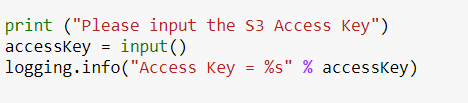 print ("Please input the S3 Access Key")
accessKey = input()
logging.info("Access Key = %s" % accessKey)